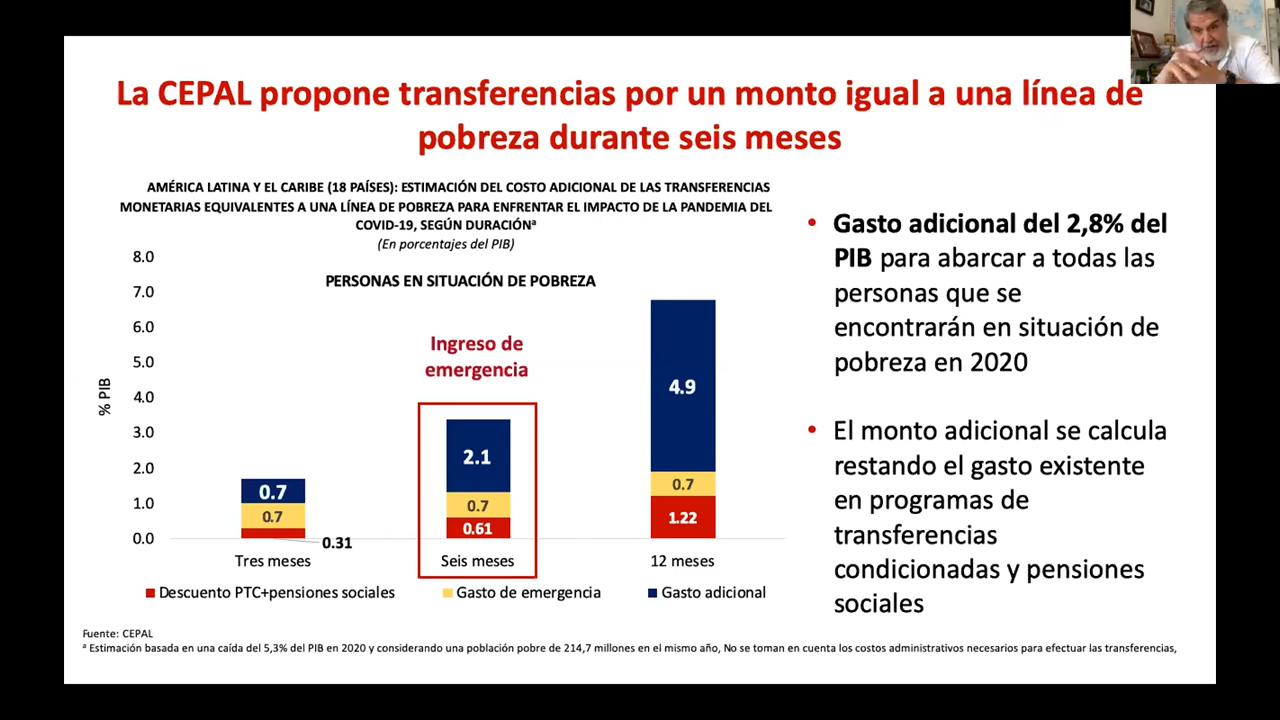 La CEPAL propone transferencias por un monto igual a una línea de
pobreza durante seis meses
AMÉRICA LATINA Y EL CARIBE (18 PAÍSES): ESTIMACIÓN DEL COSTO ADICIONAL DE LAS TRANSFERENCIAS
MONETARIAS EQUIVALENTES A UNA LÍNEA DE POBREZA PARA ENFRENTAR EL IMPACTO DE LA PANDEMIA DEL
COVID-19, SEGÚN DURACIÓNª
(En porcentajes del PIB)
PERSONAS EN SITUACIÓN DE POBREZA
% PIB
8.0
7.0
6.0
5.0
4.0
3.0
2.0
1.0
0.0
Ingreso de
emergencia
0.7
0.7
0.31
2.1
0.7
0.61
4.9
0.7
1.22
Tres meses
Seis meses
12 meses
Descuento PTC+pensiones sociales
Gasto de emergencia
Gasto adicional
• Gasto adicional del 2,8% del
PIB para abarcar a todas las
personas que se
encontrarán en situación de
pobreza en 2020
• El monto adicional se calcula
restando el gasto existente
en programas de
transferencias
condicionadas y pensiones
sociales
Fuente: CEPAL
ª Estimación basada en una caída del 5,3% del PIB en 2020 y considerando una población pobre de 214,7 millones en el mismo año, No se toman en cuenta los costos administrativos necesarios para efectuar las transferencias,